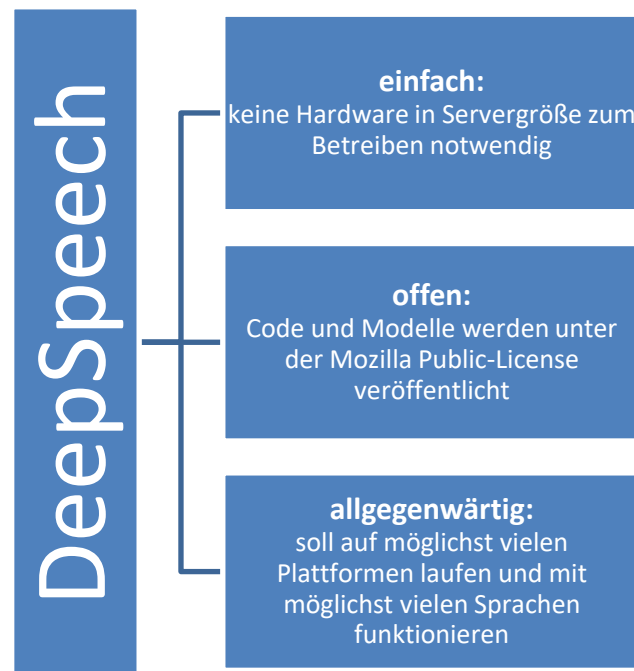 DeepSpeech
einfach:
keine Hardware in Servergröße zum
Betreiben notwendig
offen:
Code und Modelle werden unter
der Mozilla Public-License
veröffentlicht
allgegenwärtig:
soll auf möglichst vielen
Plattformen laufen und mit
möglichst vielen Sprachen
funktionieren